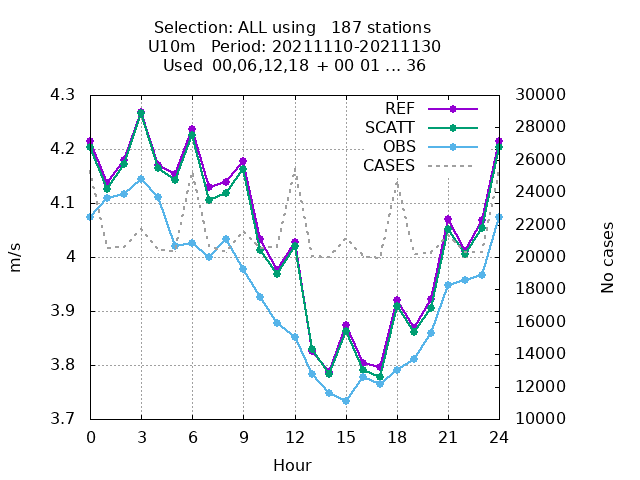 Selection: ALL using   187 stations
U10m   Period: 20211110-20211130
Used 00,06,12,18 + 00 01 ... 36
4.3
4.2
4.1
4
3.9
3.8
3.7
m/s
REF
SCATT
OBS
CASES
30000
28000
26000
24000
22000
20000
18000
16000
14000
12000
10000
No cases
0 3 6 9 12 15 18 21 24
Hour